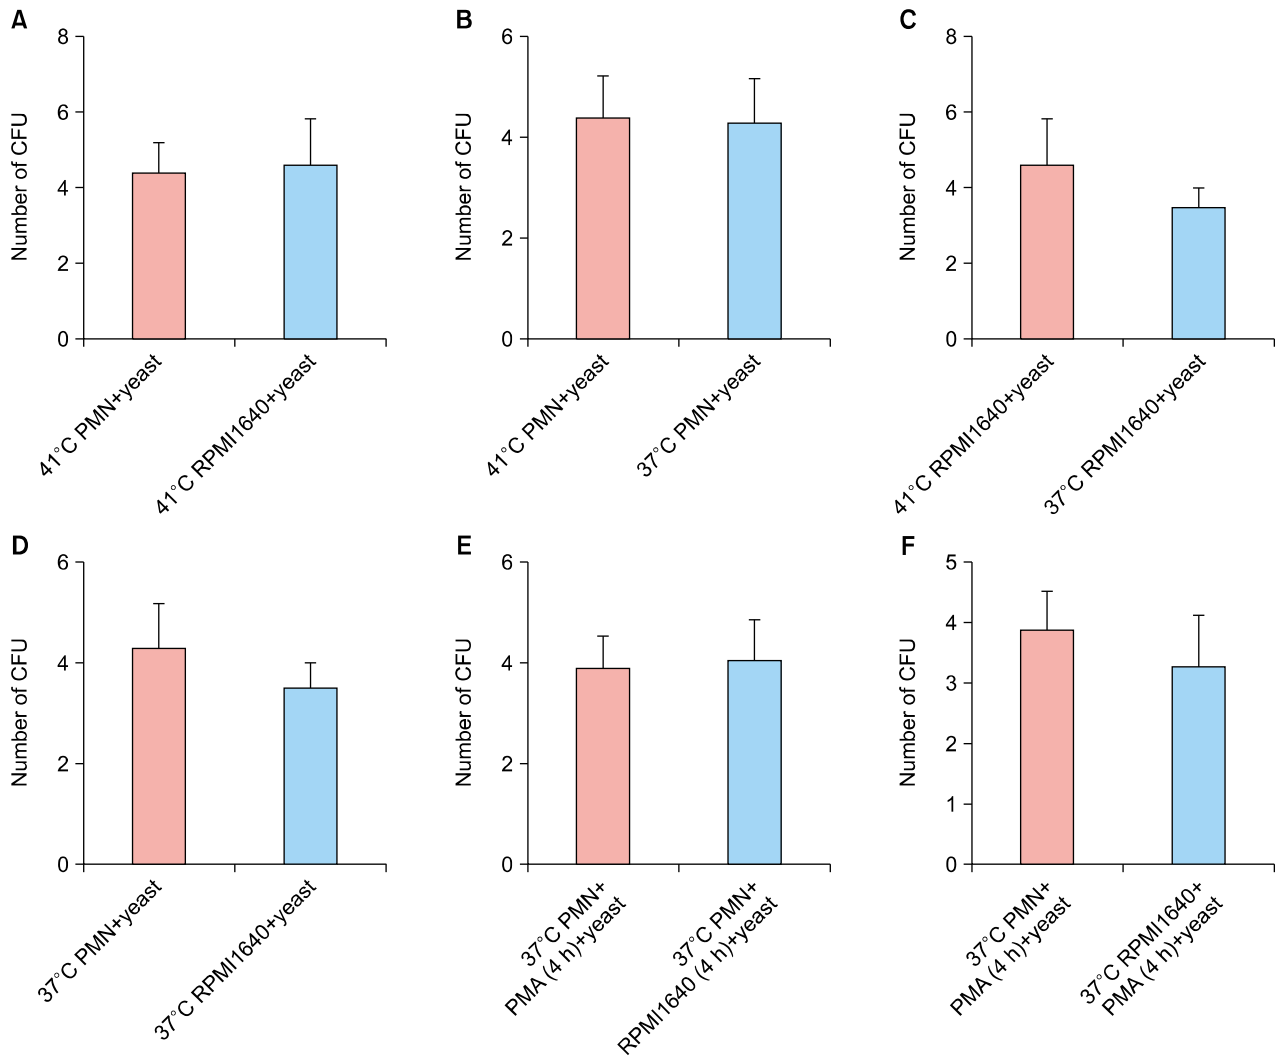 A
8
6
4
2
0
Number of CFU
41°C PMN+yeast
41°C RPMI1640+yeast
B
6
4
2
0
Number of CFU
41°C PMN+yeast
37°C PMN+yeast
C
8
6
4
2
0
Number of CFU
41°C RPMI1640+yeast
37°C RPMI1640+yeast
D
6
4
2
0
Number of CFU
37°C PMN+yeast
37°C RPMI1640+yeast
E
6
4
2
0
Number of CFU
37°C PMN+
PMA (4 h)+yeast
37°C PMN+
RPMI1640 (4 h)+yeast
F
5
4
3
2
1
0
Number of CFU
37°C PMN+
PMA (4 h)+yeast
37°C RPMI1640+
PMA (4 h)+yeast